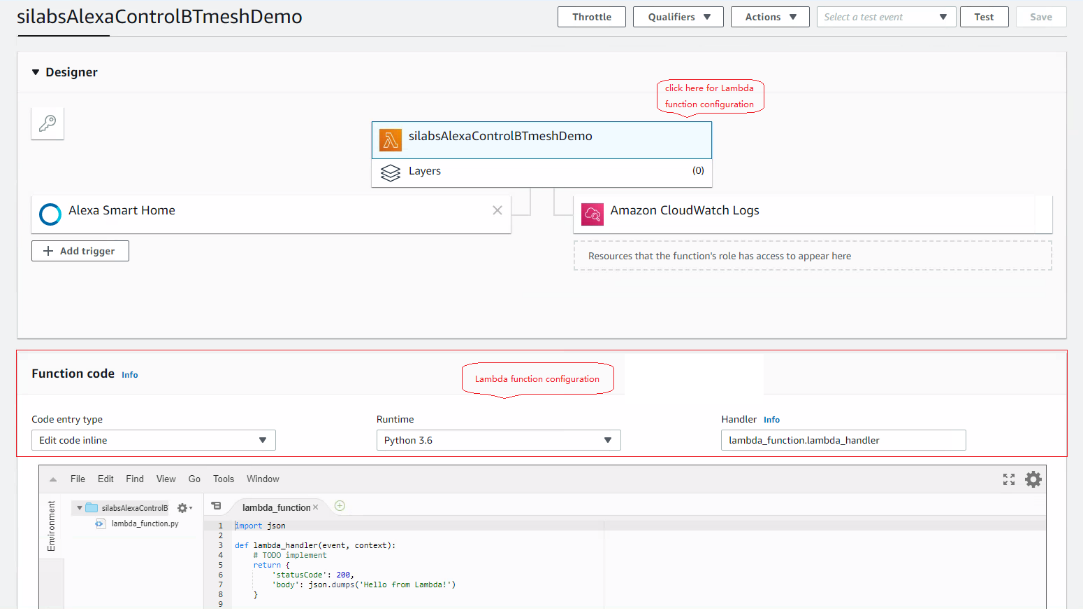 silabsAlexaControlBTmeshDemo
Throttle
Qualifiers
Actions
Select a test event
Test
Save
Designer
click here for Lambda
function configuration
silabsAlexaControlBTmeshDemo
Layers
(0)
Alexa Smart Home
Amazon CloudWatch Logs
Add trigger
Resources that the function's role has access to appear here
Function code Info
Lambda function configuration
Code entry type
Runtime
Handler Info
Edit code inline
Python 3.6
lambda_function.lambda_handler
File Edit Find View Go Tools Window
Environment
silabsAlexaControlB
lambda_function.py
lambda_function
1 import json
2
3 def lambda_handler(event, context):
4 # TODO implement
5 return {
6 'statusCode': 200,
7 'body': json.dumps('Hello from Lambda!')
8 }
9